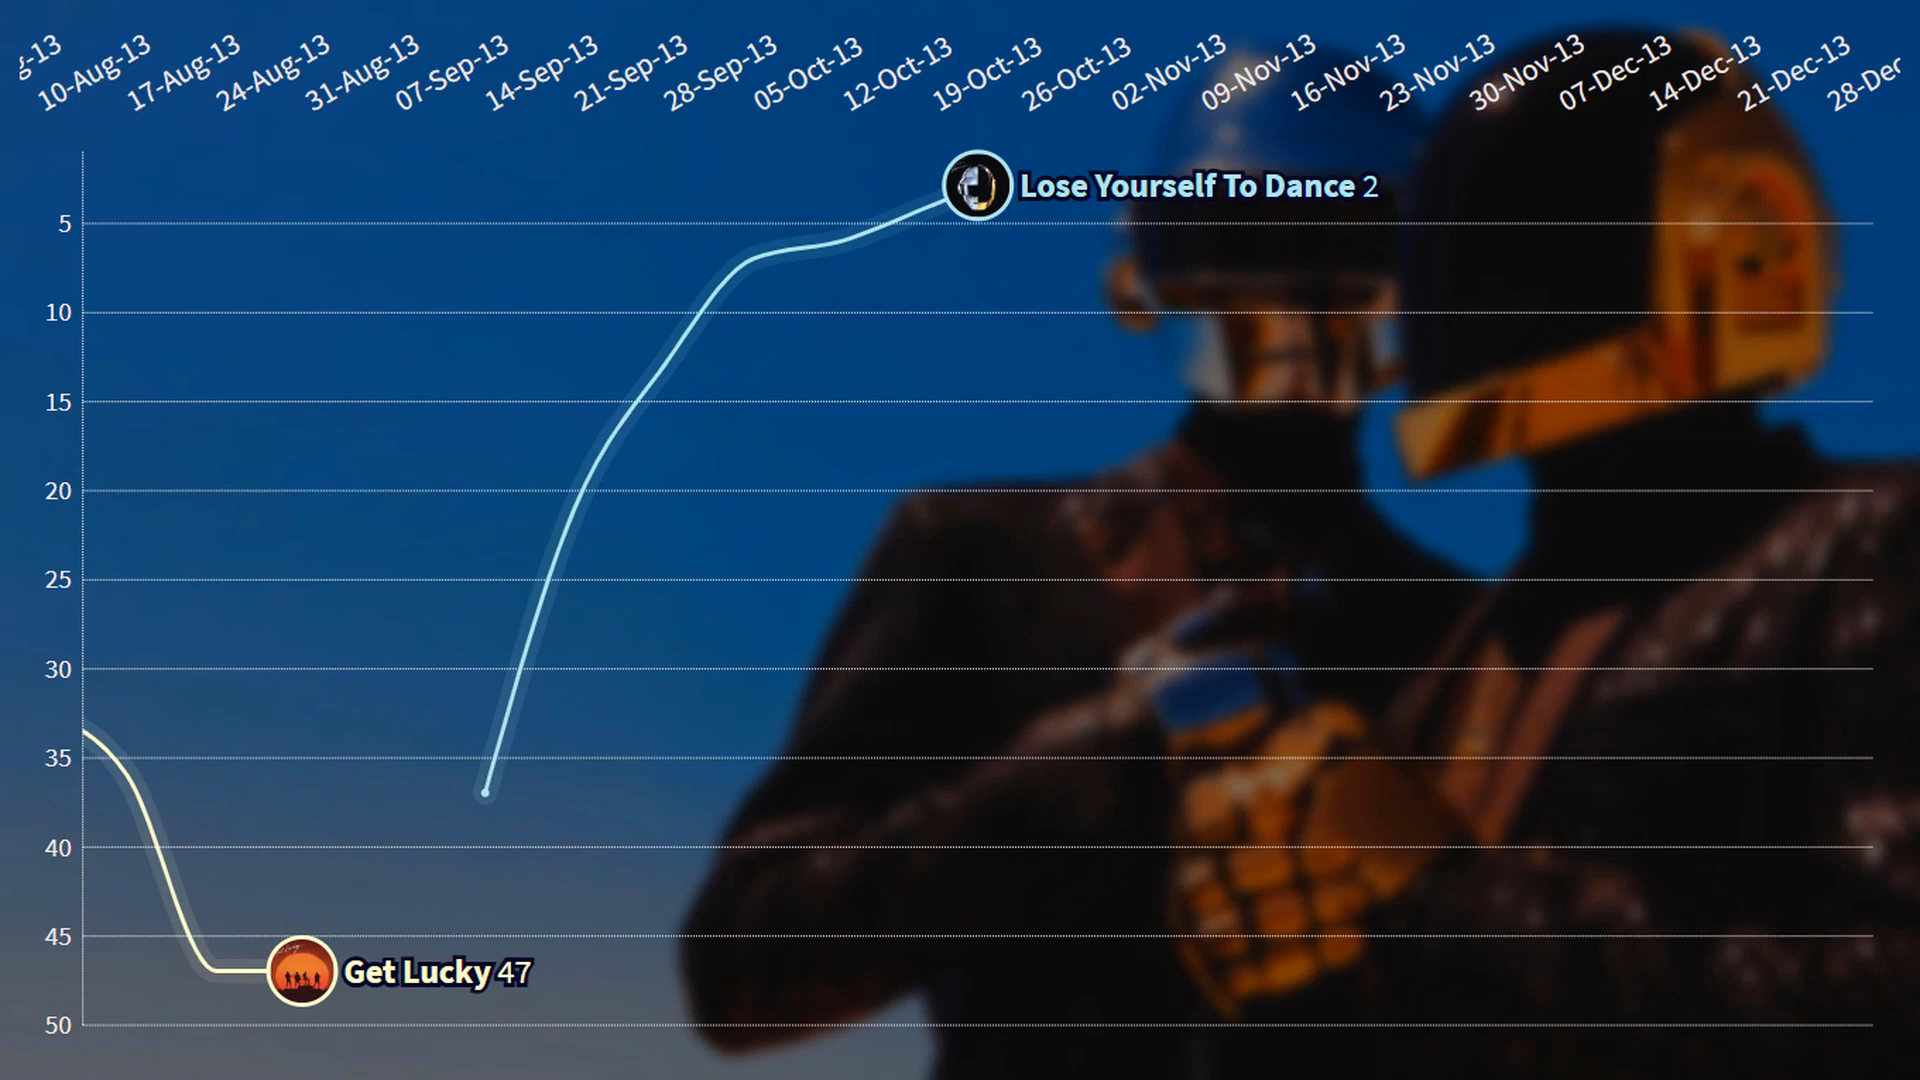 g-13
10-Aug-13
17-Aug-13
24-Aug-13
31-Aug-13
07-Sep-13
14-Sep-13
21-Sep-13
28-Sep-13
05-Oct-13
12-Oct-13
19-Oct-13
26-Oct-13
02-Nov-13
09-Nov-13
16-Nov-13
23-Nov-13
30-Nov-13
07-Dec-13
14-Dec-13
21-Dec-13
28-Dec
Lose Yourself To Dance 2
5
10
15
20
25
30
35
40
45
Get Lucky 47
50